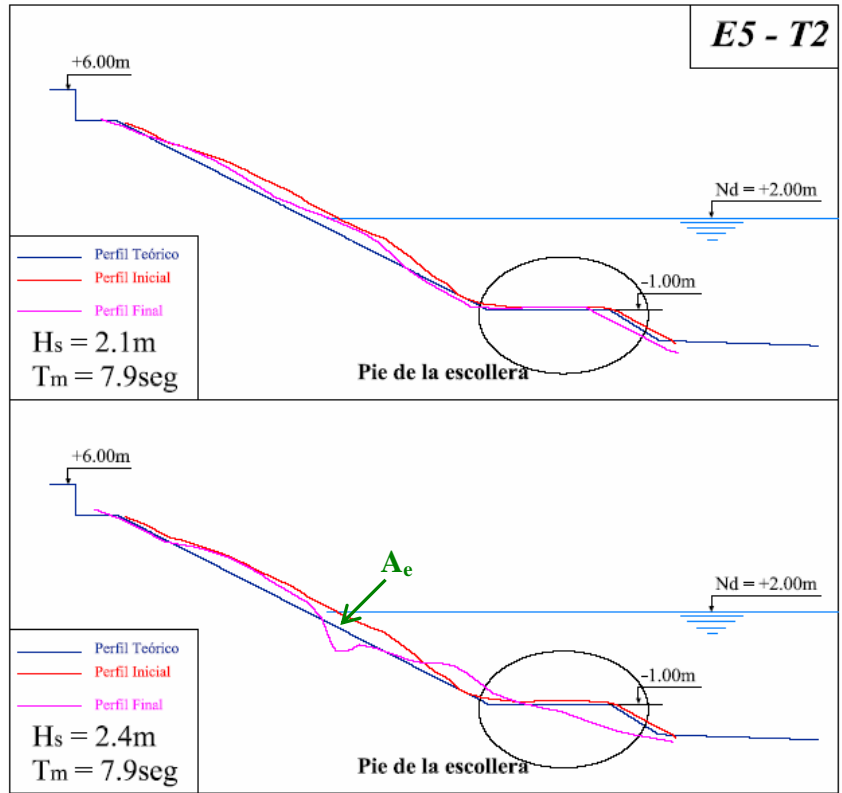 E5 - T2
+6.00m
Nd = +2.00m
Perfil Teórico
Perfil Inicial
Perfil Final
-1.00m
Hs = 2.1m
Tm = 7.9seg
Pie de la escollera
+6.00m
Ae
Nd = +2.00m
Perfil Teórico
Perfil Inicial
Perfil Final
-1.00m
Hs = 2.4m
Tm = 7.9seg
Pie de la escollera